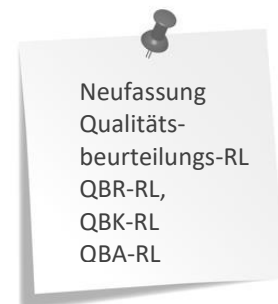 Neufassung
Qualitäts-
beurteilungs-RL
QBR-RL,
QBK-RL
QBA-RL